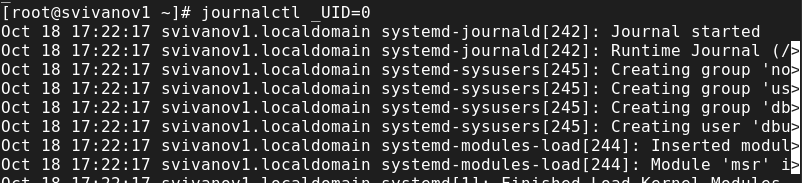 [root@svivanov1 ~]# journalctl _UID=0
Oct 18 17:22:17 svivanov1.localdomain systemd-journald[242]: Journal started
Oct 18 17:22:17 svivanov1.localdomain systemd-journald[242]: Runtime Journal (/>
Oct 18 17:22:17 svivanov1.localdomain systemd-sysusers[245]: Creating group 'no>
Oct 18 17:22:17 svivanov1.localdomain systemd-sysusers[245]: Creating group 'us>
Oct 18 17:22:17 svivanov1.localdomain systemd-sysusers[245]: Creating group 'db>
Oct 18 17:22:17 svivanov1.localdomain systemd-sysusers[245]: Creating user 'dbu>
Oct 18 17:22:17 svivanov1.localdomain systemd-modules-load[244]: Inserted modul>
Oct 18 17:22:17 svivanov1.localdomain systemd-modules-load[244]: Module 'msr' i>
Oct 18 17:22:17 svivanov1.localdomain systemd[1]: Finished Load Kernel Modules.